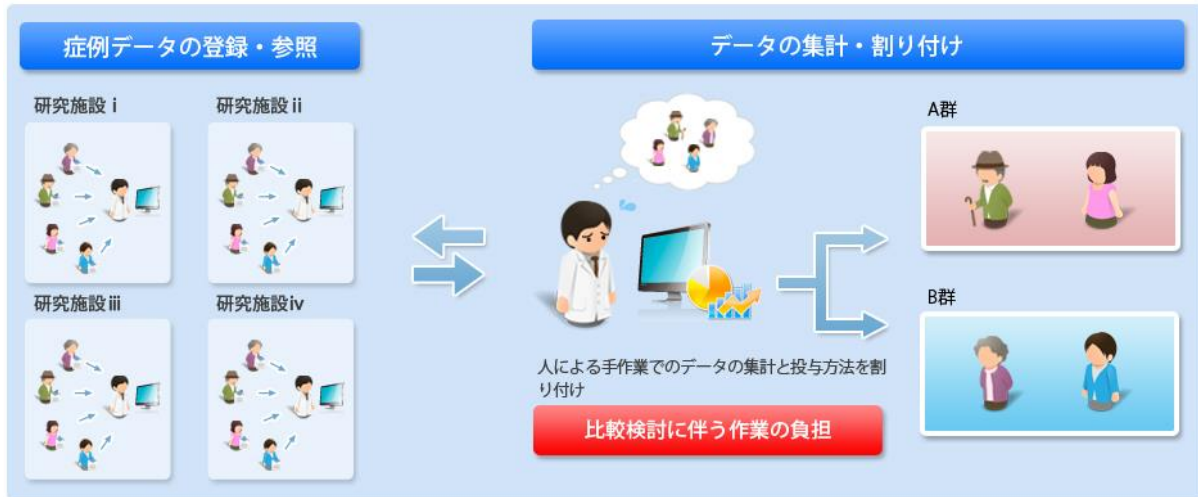 症例データの登録・参照
データの集計・割り付け
研究施設 i
研究施設 ii
A群
研究施設 iii
研究施設iv
B群
人による手作業でのデータの集計と投与方法を割
り付け
比較検討に伴う作業の負担